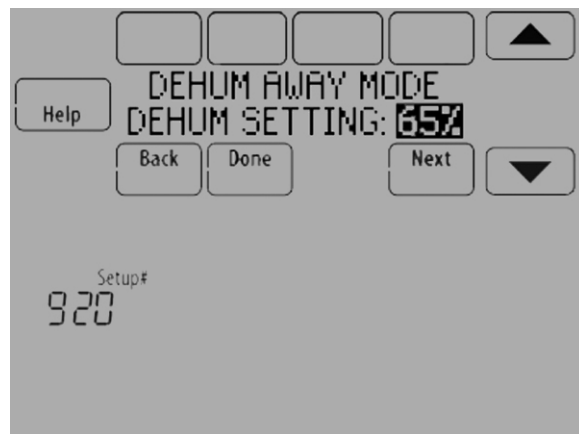 DEHUM AWAY MODE
Help
DEHUM SETTING: 65%
Back Done Next
Setup#
920